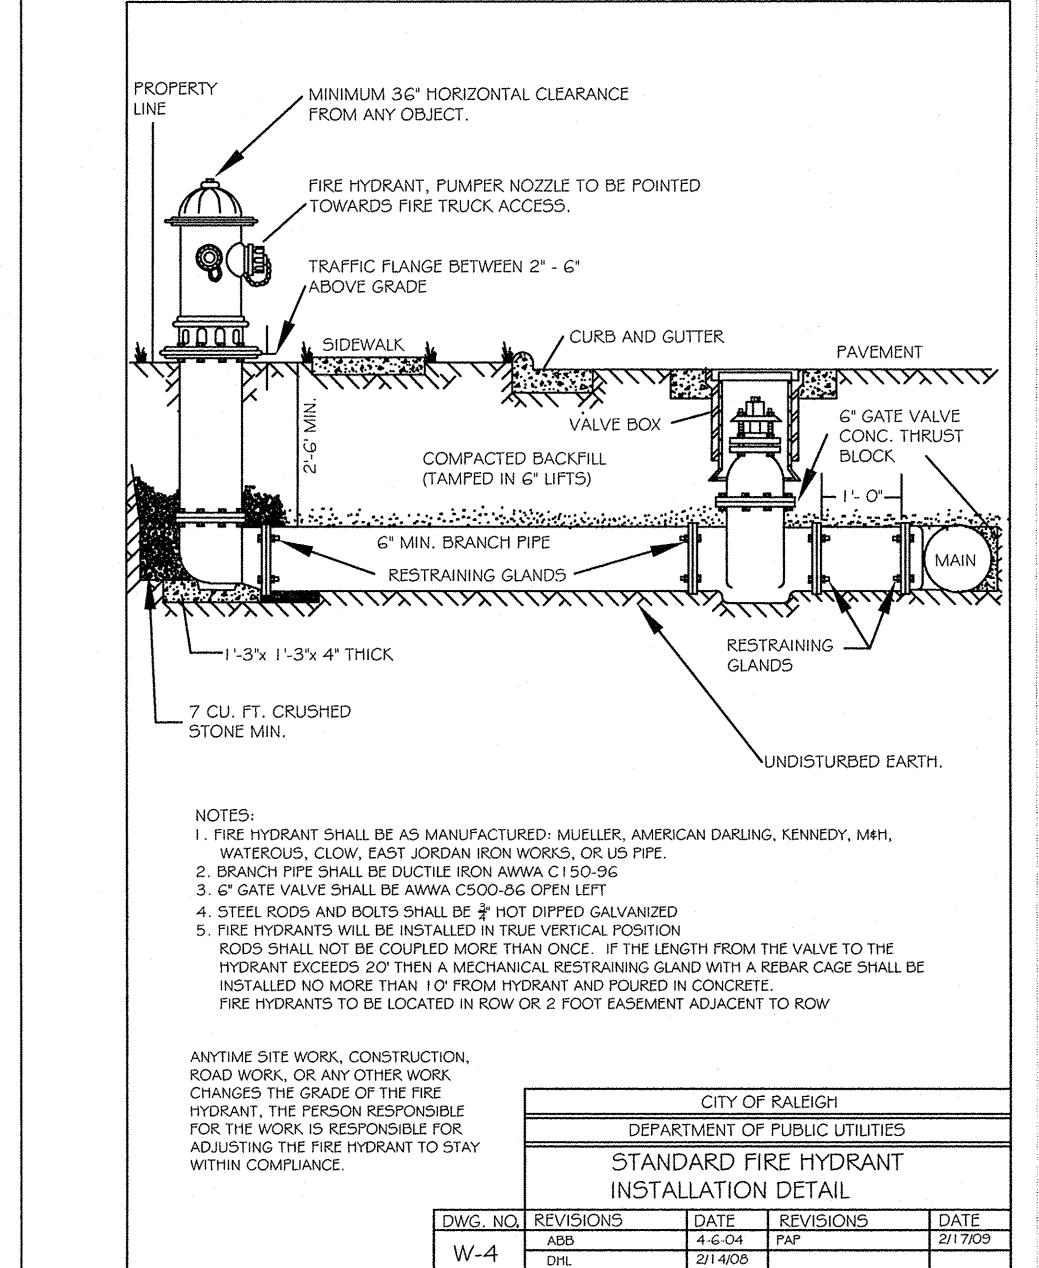 PROPERTY
LINE
MINIMUM 36" HORIZONTAL CLEARANCE
FROM ANY OBJECT.
FIRE HYDRANT, PUMPER NOZZLE TO BE POINTED
TOWARDS FIRE TRUCK ACCESS.
TRAFFIC FLANGE BETWEEN 2" - 6"
ABOVE GRADE
SIDEWALK
CURB AND GUTTER
PAVEMENT
2'-6' MIN.
VALVE BOX
6" GATE VALVE
CONC. THRUST
BLOCK
COMPACTED BACKFILL
(TAMPED IN 6" LIFTS)
1'- 0"
6" MIN. BRANCH PIPE
RESTRAINING GLANDS
MAIN
RESTRAINING
GLANDS
1'-3"x 1'-3"x 4" THICK
7 CU. FT. CRUSHED
STONE MIN.
UNDISTURBED EARTH.
NOTES:
1. FIRE HYDRANT SHALL BE AS MANUFACTURED: MUELLER, AMERICAN DARLING, KENNEDY, M&H,
WATEROUS, CLOW, EAST JORDAN IRON WORKS, OR US PIPE.
2. BRANCH PIPE SHALL BE DUCTILE IRON AWWA C150-96
3. 6" GATE VALVE SHALL BE AWWA C500-86 OPEN LEFT
4. STEEL RODS AND BOLTS SHALL BE 3/4" HOT DIPPED GALVANIZED
5. FIRE HYDRANTS WILL BE INSTALLED IN TRUE VERTICAL POSITION
RODS SHALL NOT BE COUPLED MORE THAN ONCE. IF THE LENGTH FROM THE VALVE TO THE
HYDRANT EXCEEDS 20' THEN A MECHANICAL RESTRAINING GLAND WITH A REBAR CAGE SHALL BE
INSTALLED NO MORE THAN 10' FROM HYDRANT AND POURED IN CONCRETE.
FIRE HYDRANTS TO BE LOCATED IN ROW OR 2 FOOT EASEMENT ADJACENT TO ROW
ANYTIME SITE WORK, CONSTRUCTION,
ROAD WORK, OR ANY OTHER WORK
CHANGES THE GRADE OF THE FIRE
HYDRANT, THE PERSON RESPONSIBLE
FOR THE WORK IS RESPONSIBLE FOR
ADJUSTING THE FIRE HYDRANT TO STAY
WITHIN COMPLIANCE.
CITY OF RALEIGH
DEPARTMENT OF PUBLIC UTILITIES
STANDARD FIRE HYDRANT
INSTALLATION DETAIL
DWG. NO. REVISIONS DATE REVISIONS DATE
W-4 ABB 4-6-04 PAP 2/17/09
DHL 2/14/08